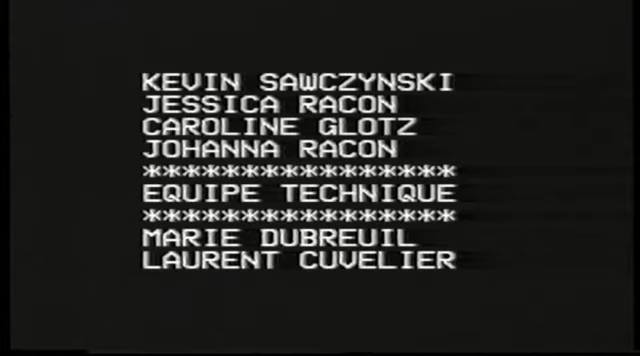 KEVIN SAWCZYNSKI
JESSICA RACON
CAROLINE GLOTZ
JOHANNA RACON
****************
EQUIPE TECHNIQUE
****************
MARIE DUBREUIL
LAURENT CUVELIER